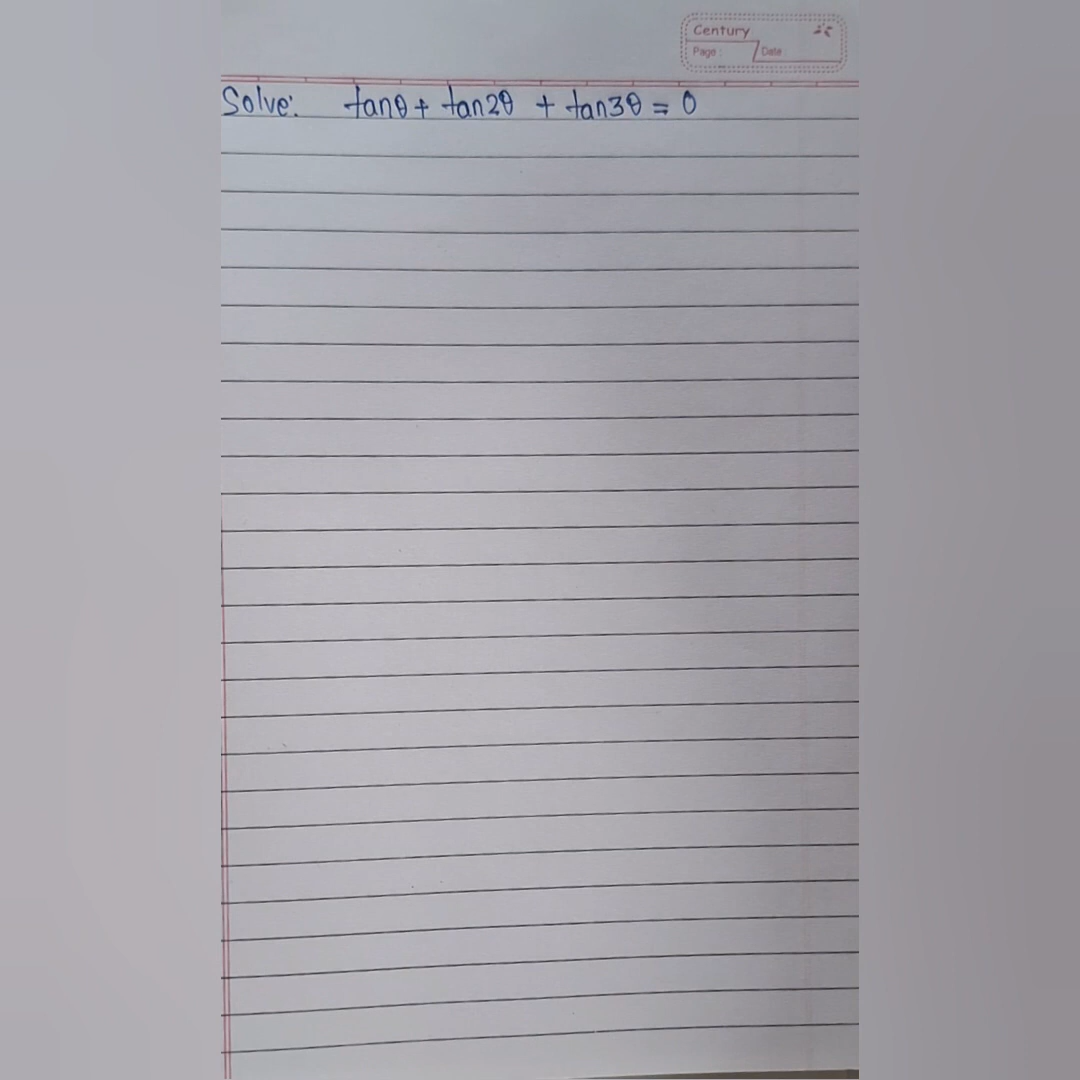 Century
Page : Date :
Solve: tanθ + tan2θ + tan3θ = 0